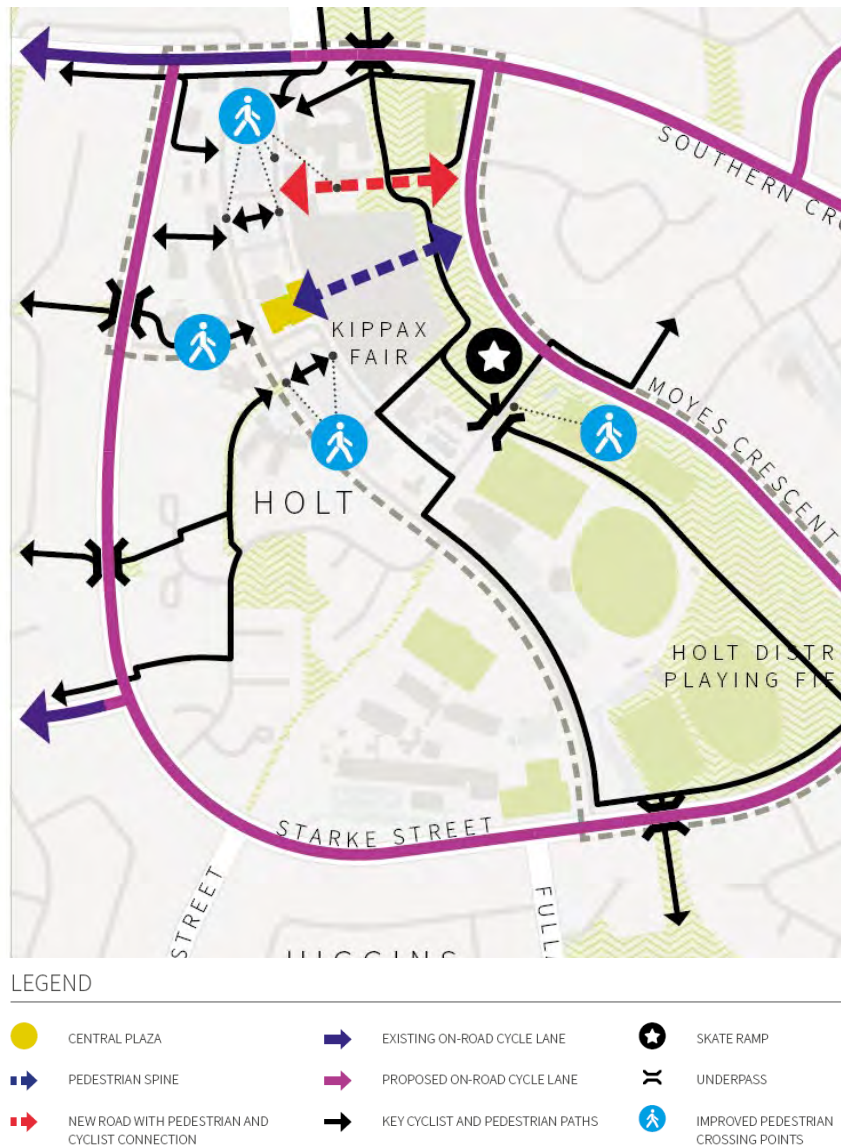 SOUTHERN CRO
KIPPAX
FAIR
MOYES CRESCENT
HOLT
HOLT DISTR
PLAYING FIE
STARKE STREET
STREET
FULL
HIGGINS
LEGEND
CENTRAL PLAZA
PEDESTRIAN SPINE
NEW ROAD WITH PEDESTRIAN AND
CYCLIST CONNECTION
EXISTING ON-ROAD CYCLE LANE
PROPOSED ON-ROAD CYCLE LANE
KEY CYCLIST AND PEDESTRIAN PATHS
SKATE RAMP
UNDERPASS
IMPROVED PEDESTRIAN
CROSSING POINTS